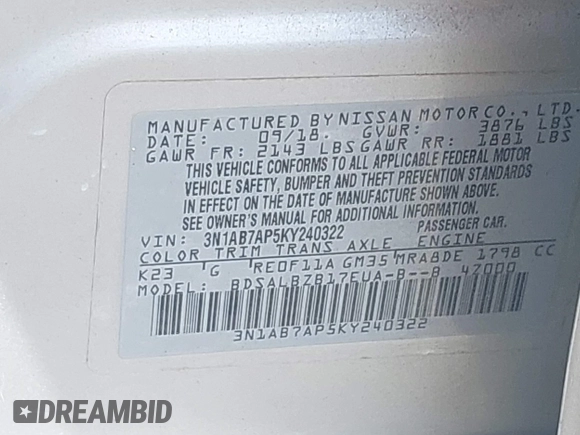 MANUFACTURED BY NISSAN MOTOR CO., LTD.
DATE: 09/18 GVWR: 3876 LBS
GAWR FR: 2143 LBS GAWR RR: 1881 LBS
THIS VEHICLE CONFORMS TO ALL APPLICABLE FEDERAL MOTOR
VEHICLE SAFETY, BUMPER AND THEFT PREVENTION STANDARDS
IN EFFECT ON THE DATE OF MANUFACTURE SHOWN ABOVE.
SEE OWNER'S MANUAL FOR ADDITIONAL INFORMATION.
VIN: 3N1AB7AP5KY240322 PASSENGER CAR.
COLOR TRIM TRANS AXLE ENGINE
K23 G RE0F11A GM35 MRA8DE 1798 CC
MODEL: BDSALBZB17EUA-B--B 47000
3N1AB7AP5KY240322
DREAMBID